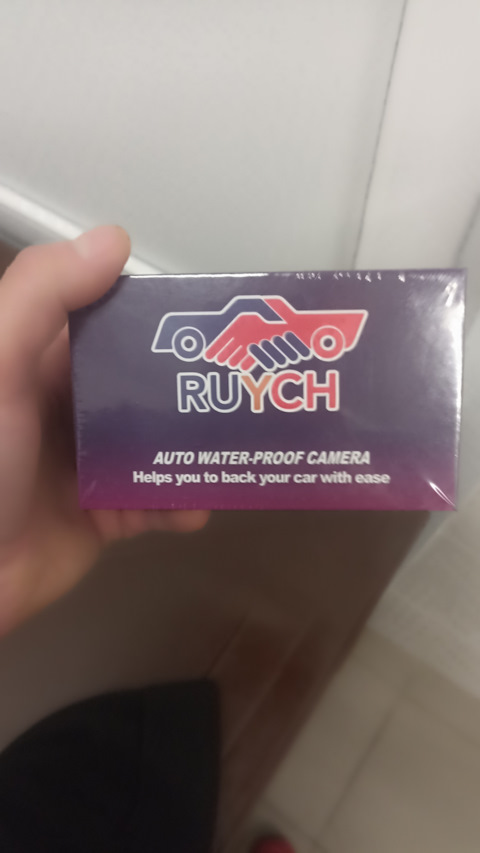 RUYCH
AUTO WATER-PROOF CAMERA
Helps you to back your car with ease